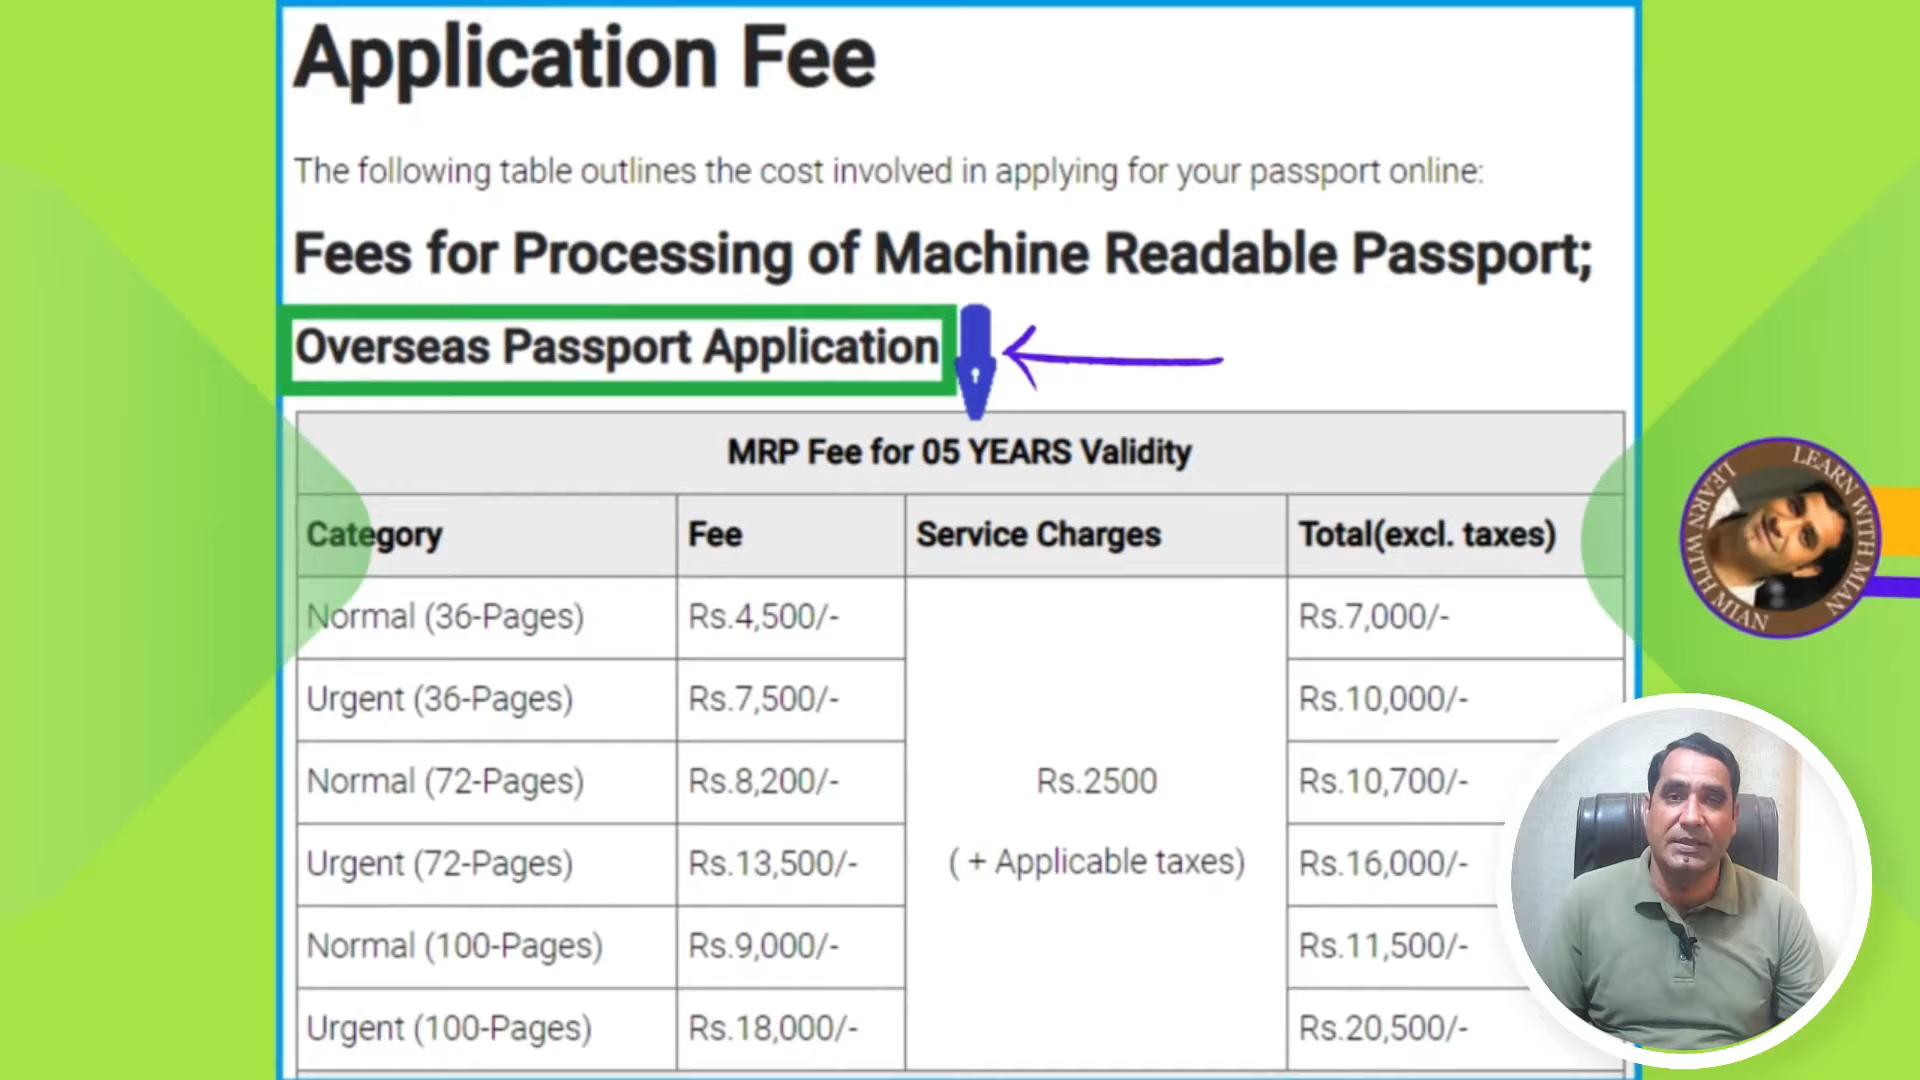 Application Fee
The following table outlines the cost involved in applying for your passport online:
Fees for Processing of Machine Readable Passport;
Overseas Passport Application
MRP Fee for 05 YEARS Validity
Category Fee Service Charges Total(excl. taxes)
Normal (36-Pages) Rs.4,500/- Rs.7,000/-
Urgent (36-Pages) Rs.7,500/- Rs.10,000/-
Normal (72-Pages) Rs.8,200/- Rs.2500 Rs.10,700/-
Urgent (72-Pages) Rs.13,500/- ( + Applicable taxes) Rs.16,000/-
Normal (100-Pages) Rs.9,000/- Rs.11,500/-
Urgent (100-Pages) Rs.18,000/- Rs.20,500/-
LEARN WITH MIAN
LEARN WITH MIAN